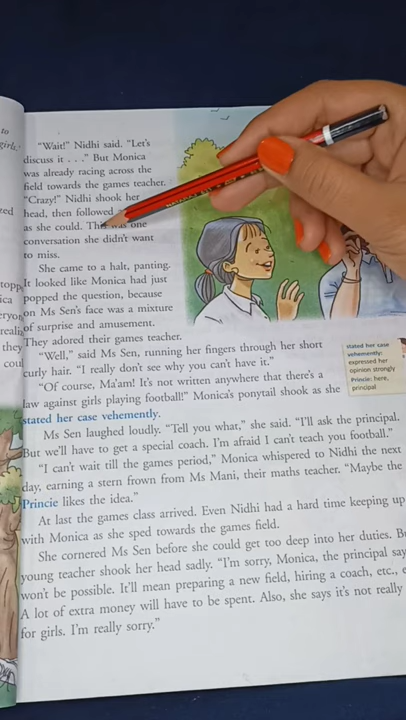 to
girls.'
"Wait!" Nidhi said. "Let's
discuss it . . ." But Monica
was already racing across the
field towards the games teacher.
"Crazy!" Nidhi shook her
head, then followed
as she could. This was one
conversation she didn't want
to miss.
She came to a halt, panting.
It looked like Monica had just
popped the question, because
on Ms Sen's face was a mixture
of surprise and amusement.
They adored their games teacher.
"Well," said Ms Sen, running her fingers through her short
curly hair. "I really don't see why you can't have it."
"Of course, Ma'am! It's not written anywhere that there's a
law against girls playing football!" Monica's ponytail shook as she
stated her case vehemently.
stated her case
vehemently:
expressed her
opinion strongly
Princie: here,
principal
Ms Sen laughed loudly. "Tell you what," she said. "I'll ask the principal.
But we'll have to get a special coach. I'm afraid I can't teach you football."
"I can't wait till the games period," Monica whispered to Nidhi the next
day, earning a stern frown from Ms Mani, their maths teacher. "Maybe the
Princie likes the idea."
At last the games class arrived. Even Nidhi had a hard time keeping up
with Monica as she sped towards the games field.
She cornered Ms Sen before she could get too deep into her duties.
young teacher shook her head sadly. "I'm sorry, Monica, the principal say
won't be possible. It'll mean preparing a new field, hiring a coach, etc.,
A lot of extra money will have to be spent. Also, she says it's not really
for girls. I'm really sorry."